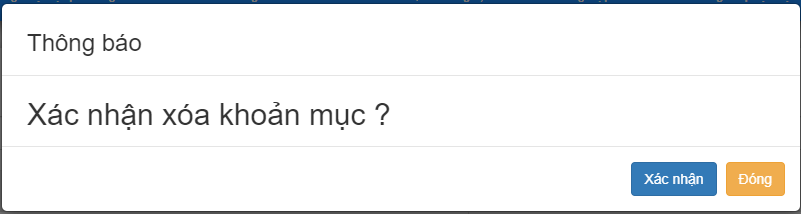 Thông báo
Xác nhận xóa khoản mục ?
Xác nhận Đóng